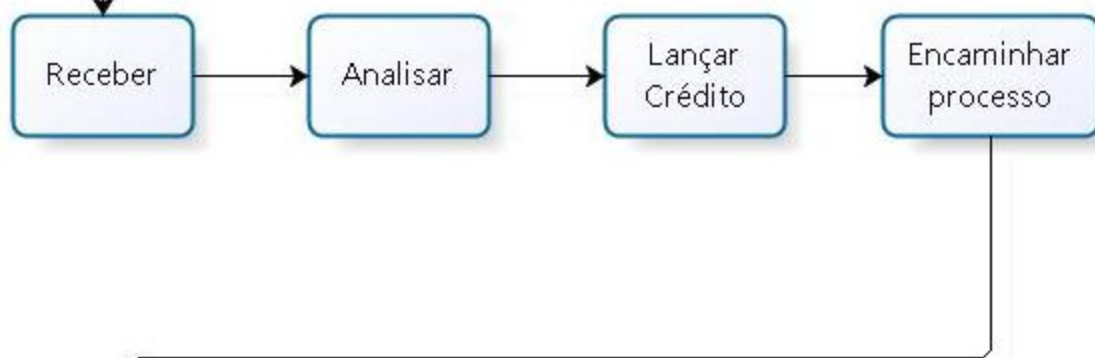 Receber
Analisar
Lançar
Crédito
Encaminhar
processo